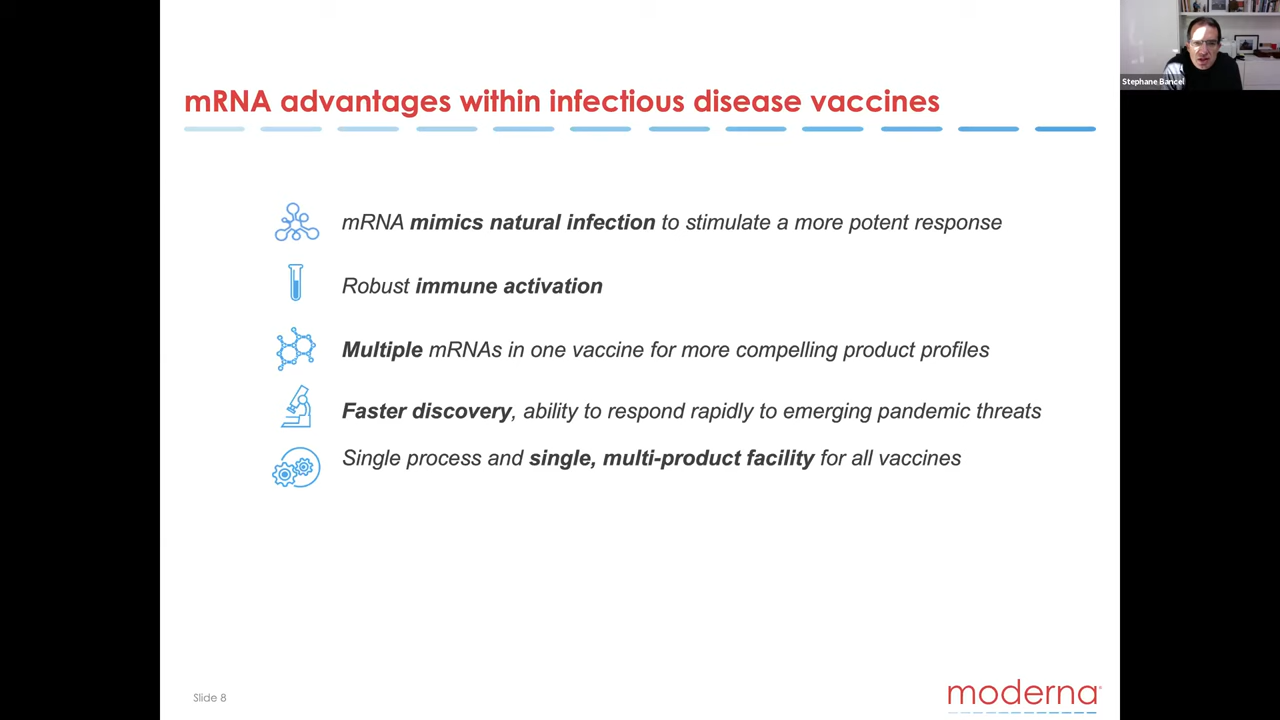 Stephane Bancel
mRNA advantages within infectious disease vaccines
mRNA mimics natural infection to stimulate a more potent response
Robust immune activation
Multiple mRNAs in one vaccine for more compelling product profiles
Faster discovery, ability to respond rapidly to emerging pandemic threats
Single process and single, multi-product facility for all vaccines
Slide 8
moderna